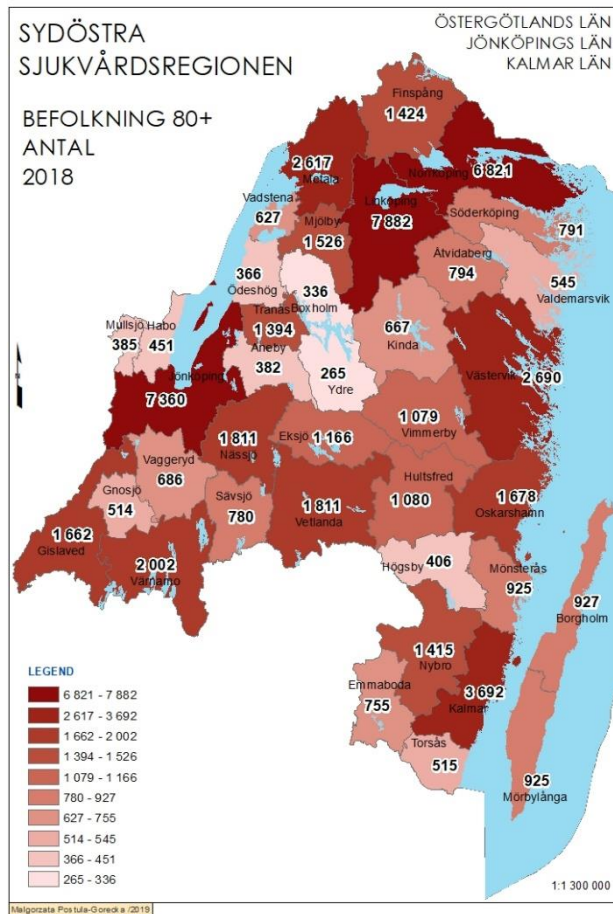 SYDÖSTRA
SJUKVÅRDSREGIONEN
BEFOLKNING 80+
ANTAL
2018
ÖSTERGÖTLANDS LÄN
JÖNKÖPINGS LÄN
KALMAR LÄN
Finspång
1 424
2 617
Motala
Norrköping
6 821
Vadstena
627
Linköping
7 882
Mjölby
1 526
Söderköping
791
Åtvidaberg
794
366
Ödeshög
336
Boxholm
545
Valdemarsvik
Tranås
1 394
Mullsjö
385
Habo
451
667
Kinda
Aneby
382
265
Ydre
Västervik
2 690
Jönköping
7 360
1 811
Nässjö
Eksjö
1 166
1 079
Vimmerby
Vaggeryd
686
Gnosjö
514
Sävsjö
780
1 811
Vetlanda
Hultsfred
1 080
1 678
Oskarshamn
1 662
Gislaved
2 002
Värnamo
Högsby
406
Mönsterås
925
927
Borgholm
1 415
Nybro
Emmaboda
755
3 692
Kalmar
Torsås
515
925
Mörbylånga
LEGEND
6 821 - 7 882
2 617 - 3 692
1 662 - 2 002
1 394 - 1 526
1 079 - 1 166
780 - 927
627 - 755
514 - 545
366 - 451
265 - 336
1:1 300 000
Malgorzata Postula-Gorecka /2019